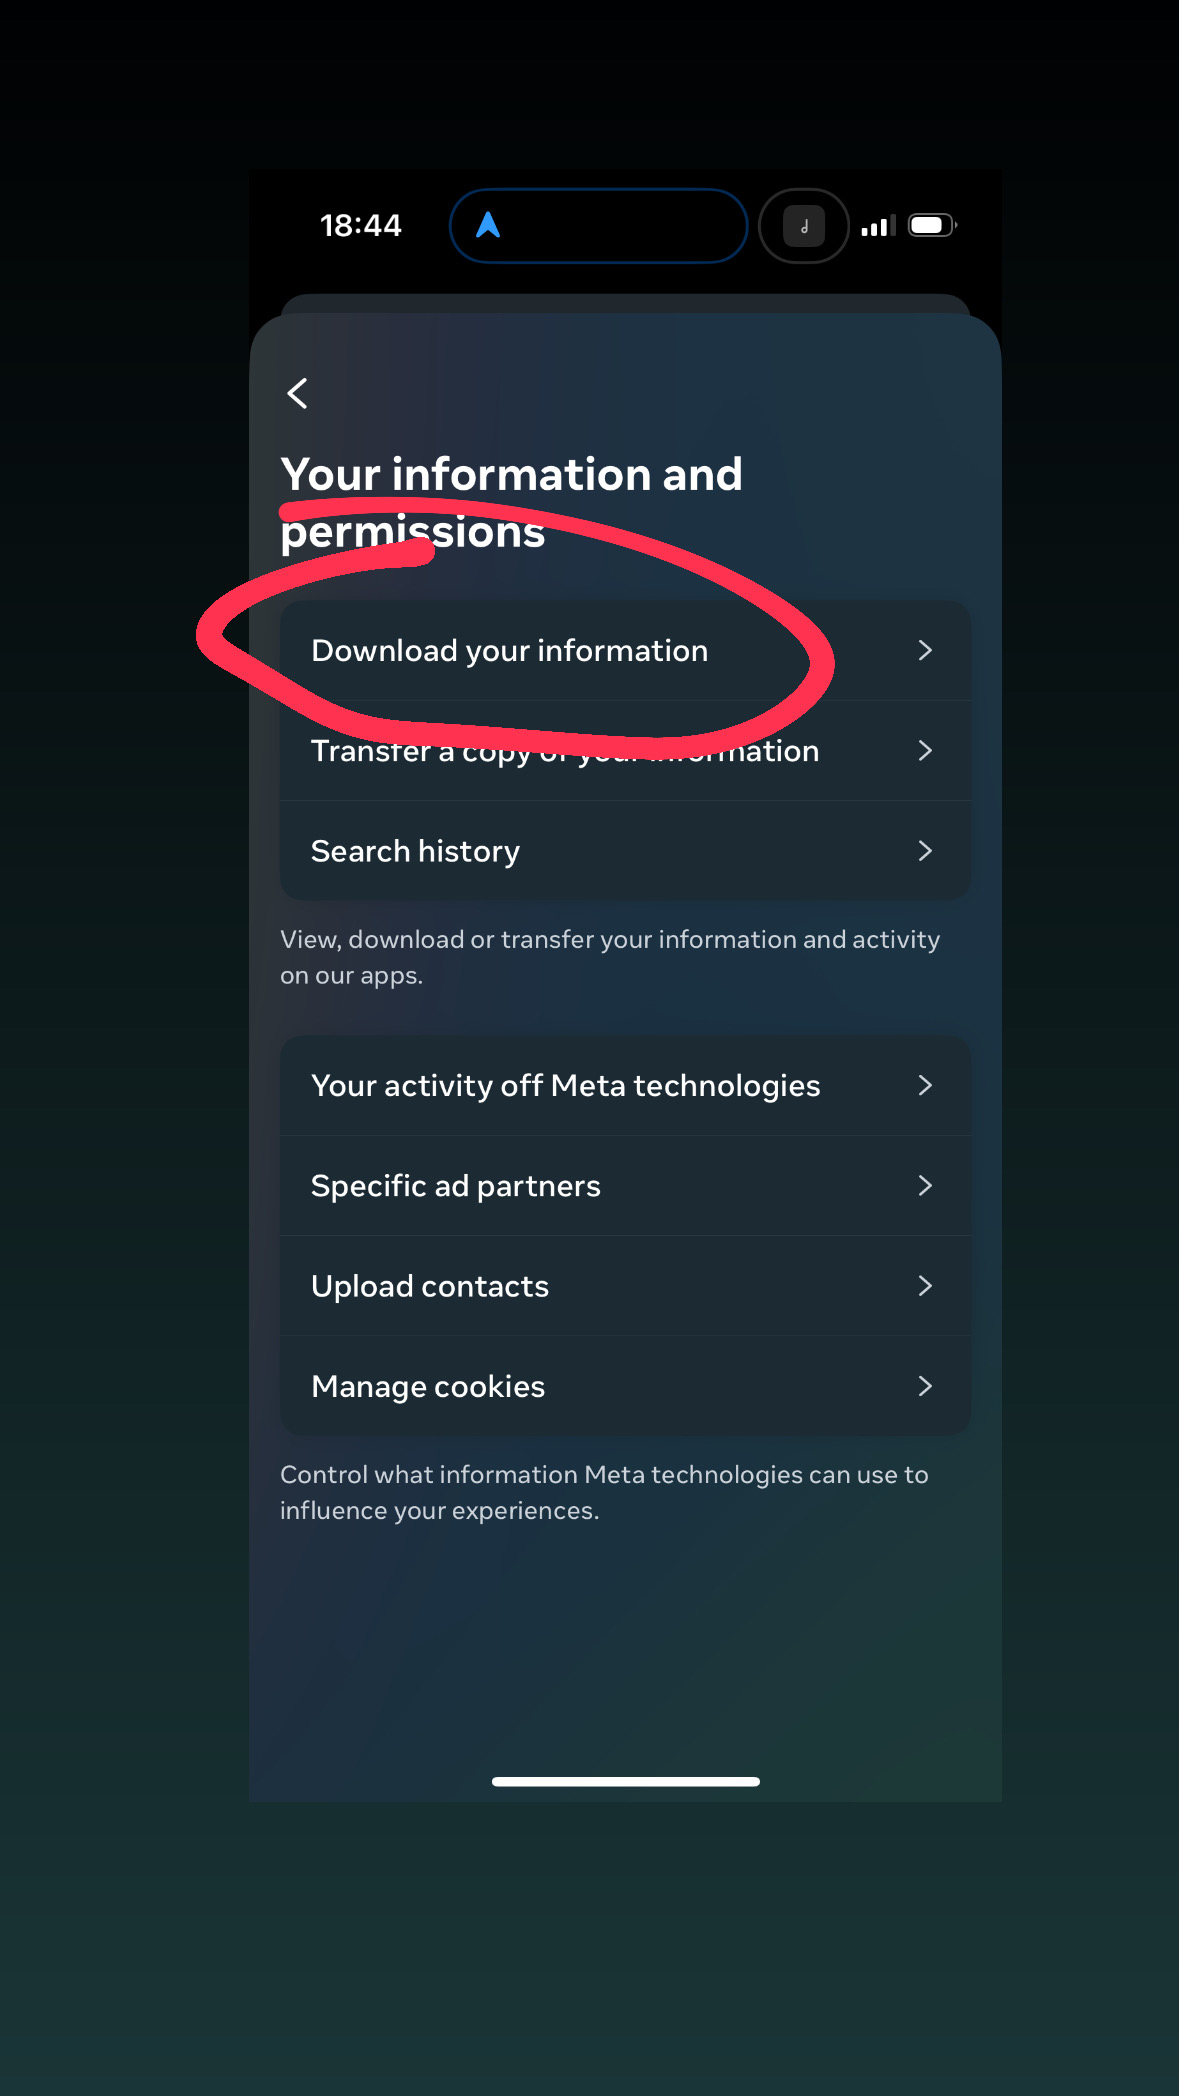 18:44
Your information and
permissions
Download your information
Transfer a copy of your information
Search history
View, download or transfer your information and activity
on our apps.
Your activity off Meta technologies
Specific ad partners
Upload contacts
Manage cookies
Control what information Meta technologies can use to
influence your experiences.